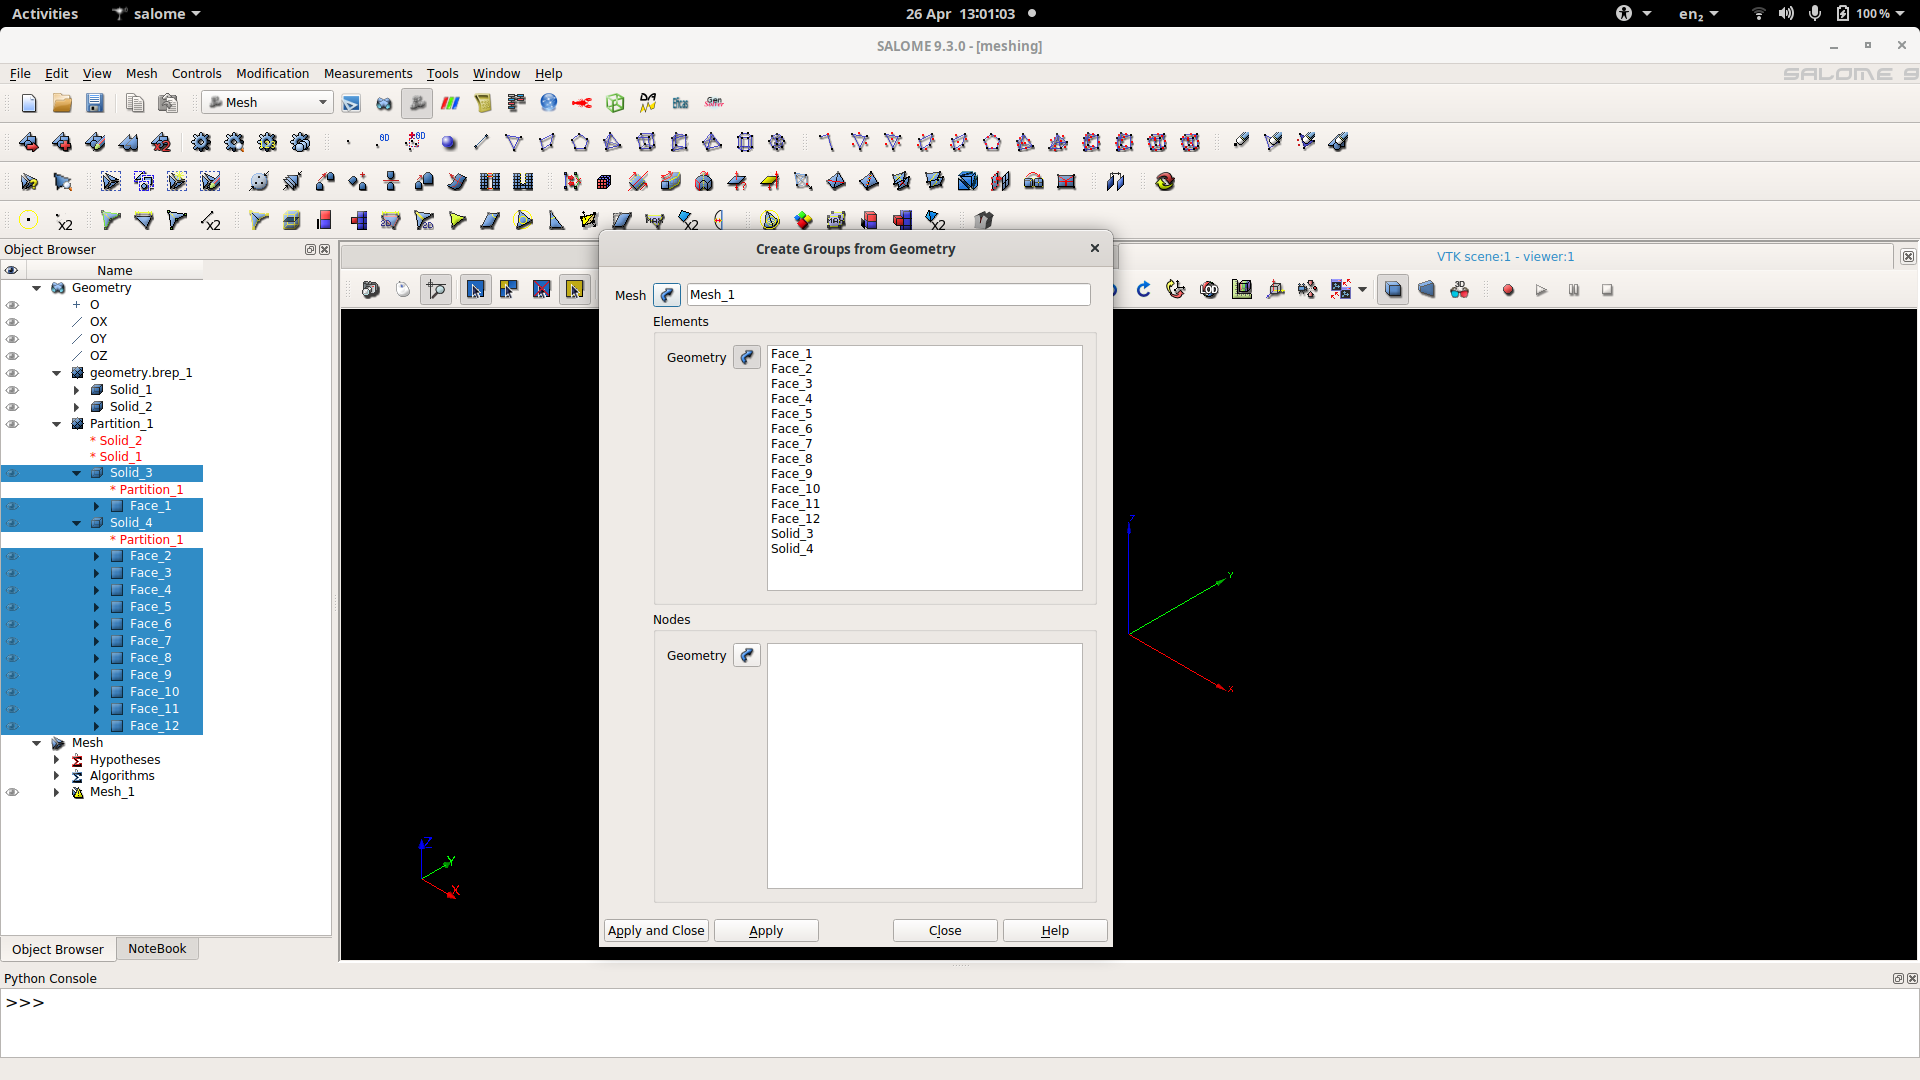 Activities salome 26 Apr 13:01:03 en₂ 100 %
SALOME 9.3.0 - [meshing]
File Edit View Mesh Controls Modification Measurements Tools Window Help
SALOME 9
Mesh
Object Browser
Name
Geometry
O
OX
OY
OZ
geometry.brep_1
Solid_1
Solid_2
Partition_1
* Solid_2
* Solid_1
Solid_3
* Partition_1
Face_1
Solid_4
* Partition_1
Face_2
Face_3
Face_4
Face_5
Face_6
Face_7
Face_8
Face_9
Face_10
Face_11
Face_12
Mesh
Hypotheses
Algorithms
Mesh_1
Object Browser NoteBook
VTK scene:1 - viewer:1
Create Groups from Geometry
Mesh Mesh_1
Elements
Geometry
Face_1
Face_2
Face_3
Face_4
Face_5
Face_6
Face_7
Face_8
Face_9
Face_10
Face_11
Face_12
Solid_3
Solid_4
Nodes
Geometry
Apply and Close Apply Close Help
Z
Y
X
Z
Y
X
Python Console
>>>